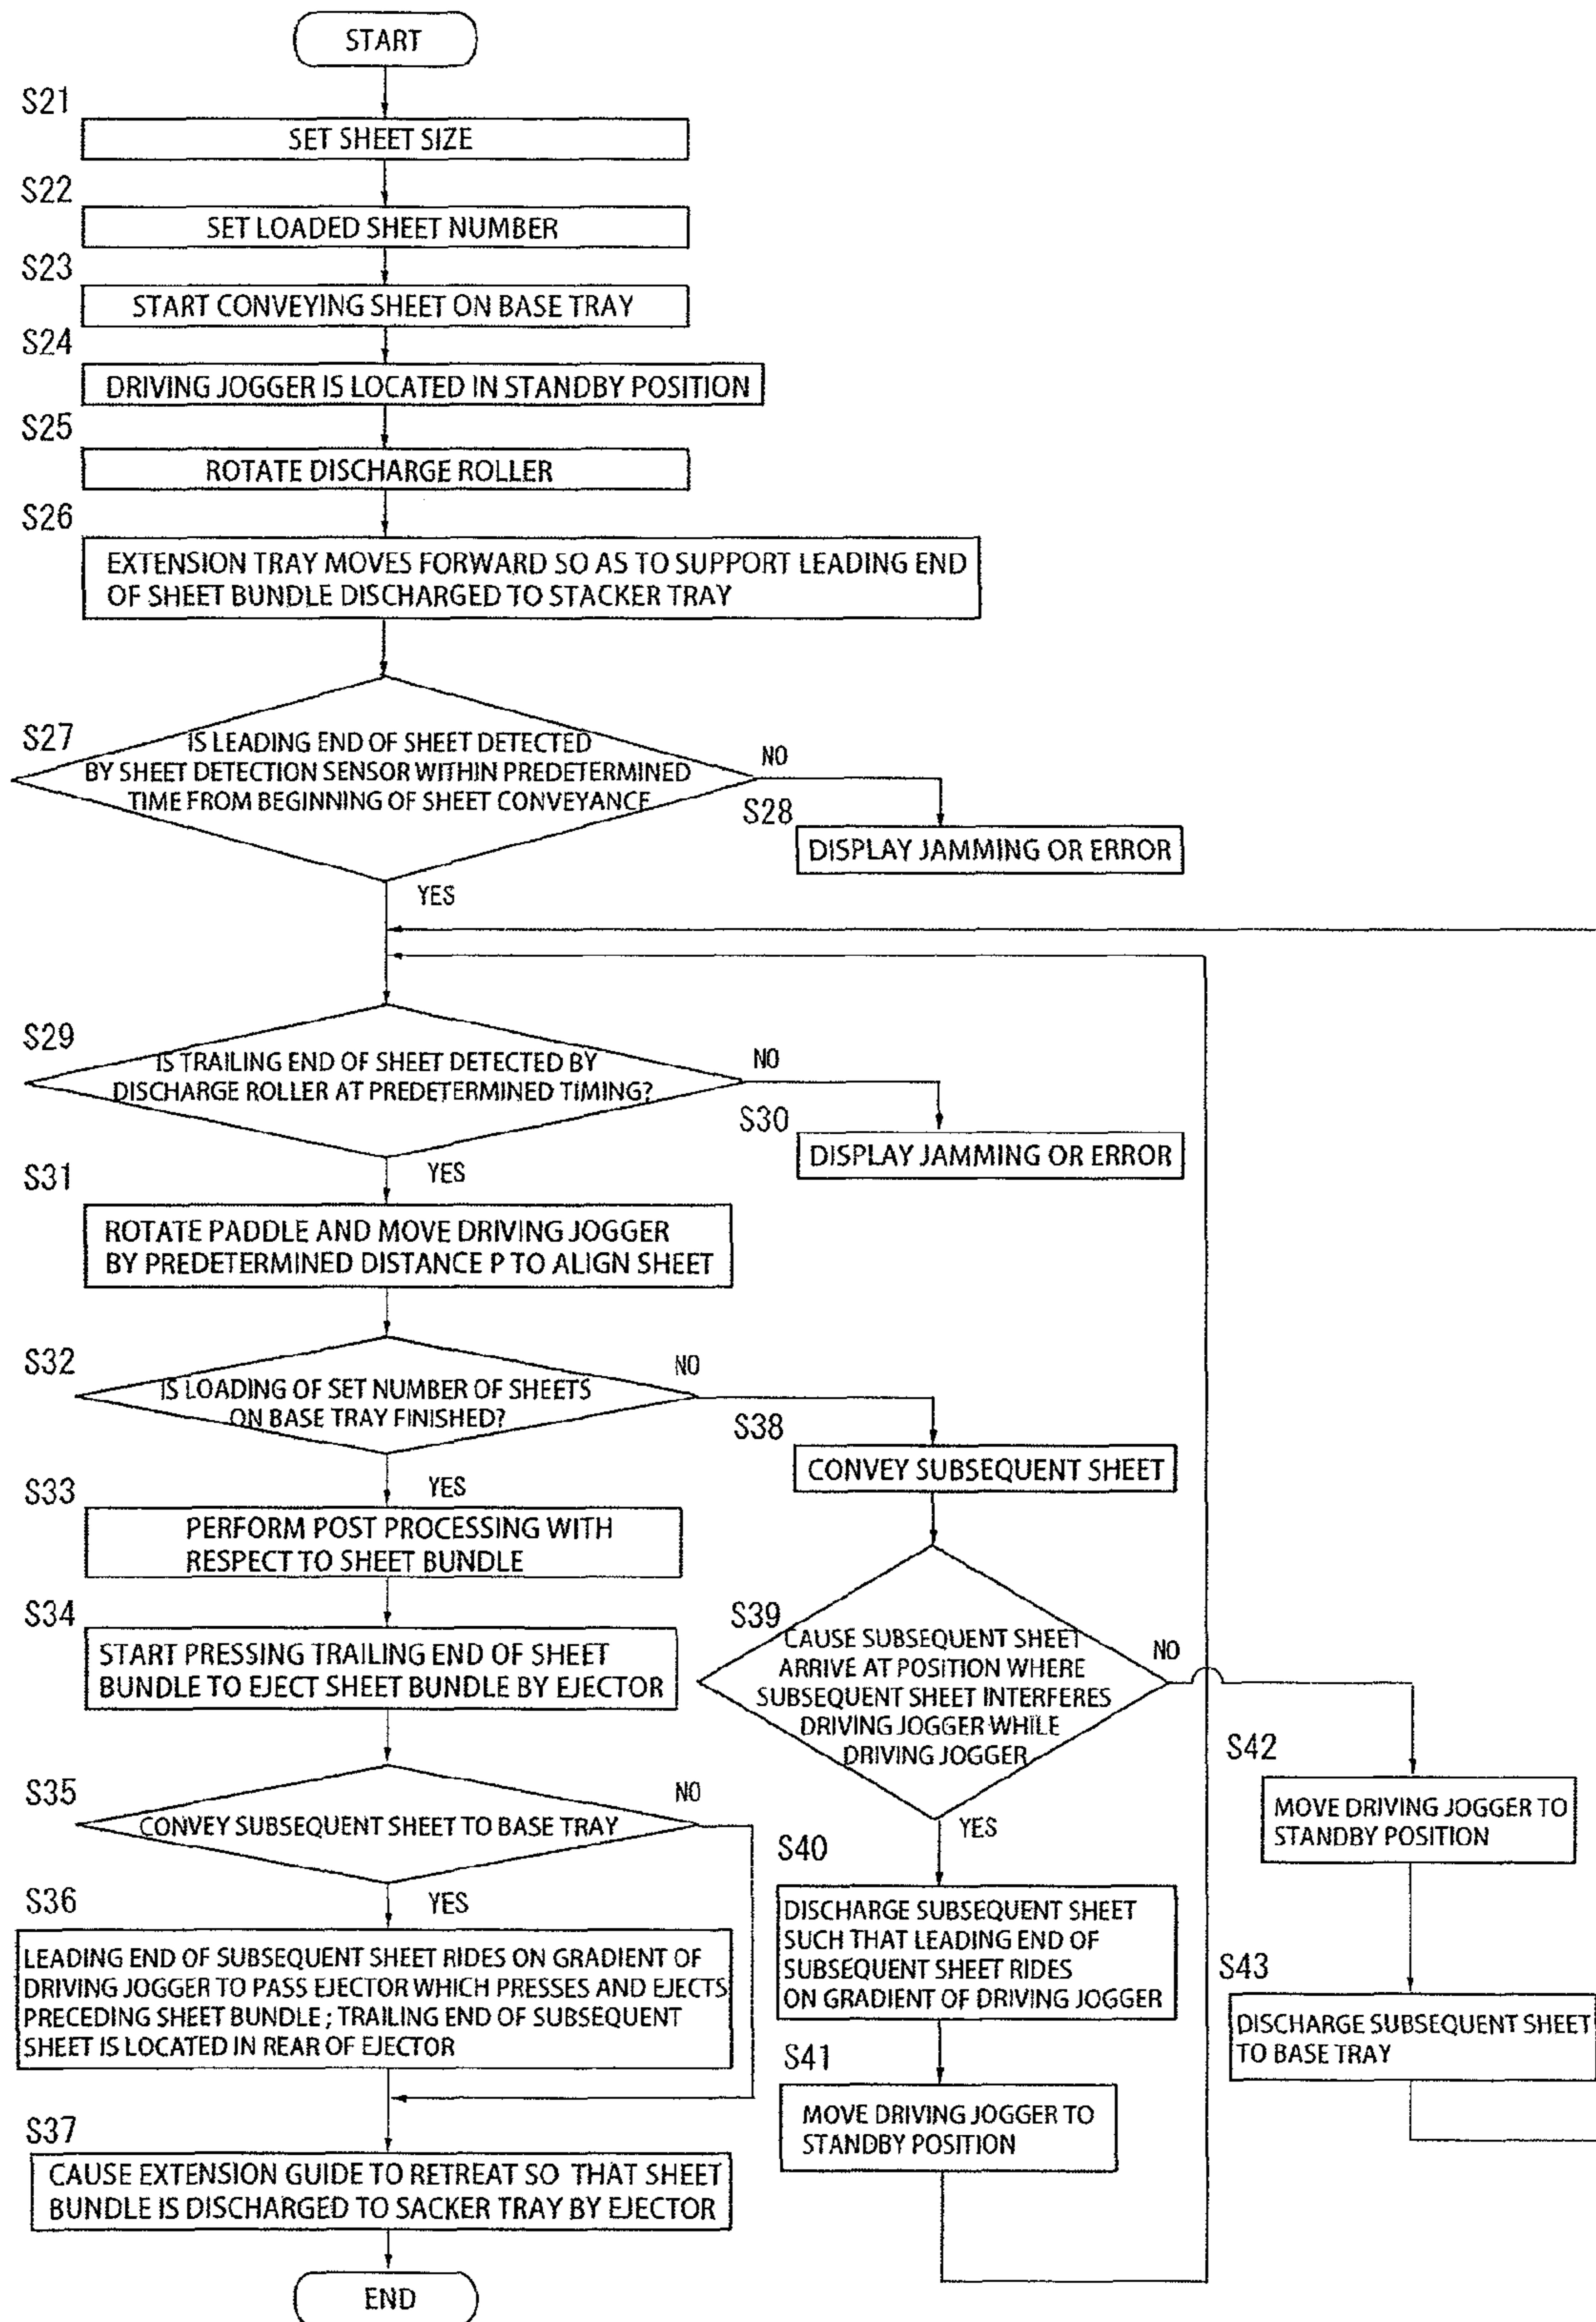 START
S21
SET SHEET SIZE
S22
SET LOADED SHEET NUMBER
S23
START CONVEYING SHEET ON BASE TRAY
S24
DRIVING JOGGER IS LOCATED IN STANDBY POSITION
S25
ROTATE DISCHARGE ROLLER
S26
EXTENSION TRAY MOVES FORWARD SO AS TO SUPPORT LEADING END
OF SHEET BUNDLE DISCHARGED TO STACKER TRAY
S27
IS LEADING END OF SHEET DETECTED
BY SHEET DETECTION SENSOR WITHIN PREDETERMINED
TIME FROM BEGINNING OF SHEET CONVEYANCE
NO
S28
DISPLAY JAMMING OR ERROR
YES
S29
IS TRAILING END OF SHEET DETECTED BY
DISCHARGE ROLLER AT PREDETERMINED TIMING?
NO
S30
DISPLAY JAMMING OR ERROR
YES
S31
ROTATE PADDLE AND MOVE DRIVING JOGGER
BY PREDETERMINED DISTANCE P TO ALIGN SHEET
S32
IS LOADING OF SET NUMBER OF SHEETS
ON BASE TRAY FINISHED?
NO
YES
S33
PERFORM POST PROCESSING WITH
RESPECT TO SHEET BUNDLE
S34
START PRESSING TRAILING END OF SHEET
BUNDLE TO EJECT SHEET BUNDLE BY EJECTOR
S35
CONVEY SUBSEQUENT SHEET TO BASE TRAY
NO
YES
S36
LEADING END OF SUBSEQUENT SHEET RIDES ON GRADIENT OF
DRIVING JOGGER TO PASS EJECTOR WHICH PRESSES AND EJECTS
PRECEDING SHEET BUNDLE ; TRAILING END OF SUBSEQUENT
SHEET IS LOCATED IN REAR OF EJECTOR
S37
CAUSE EXTENSION GUIDE TO RETREAT SO THAT SHEET
BUNDLE IS DISCHARGED TO SACKER TRAY BY EJECTOR
END
S38
CONVEY SUBSEQUENT SHEET
S39
CAUSE SUBSEQUENT SHEET
ARRIVE AT POSITION WHERE
SUBSEQUENT SHEET INTERFERES
DRIVING JOGGER WHILE
DRIVING JOGGER
NO
YES
S40
DISCHARGE SUBSEQUENT SHEET
SUCH THAT LEADING END OF
SUBSEQUENT SHEET RIDES
ON GRADIENT OF DRIVING JOGGER
S41
MOVE DRIVING JOGGER TO
STANDBY POSITION
S42
MOVE DRIVING JOGGER TO
STANDBY POSITION
S43
DISCHARGE SUBSEQUENT SHEET
TO BASE TRAY